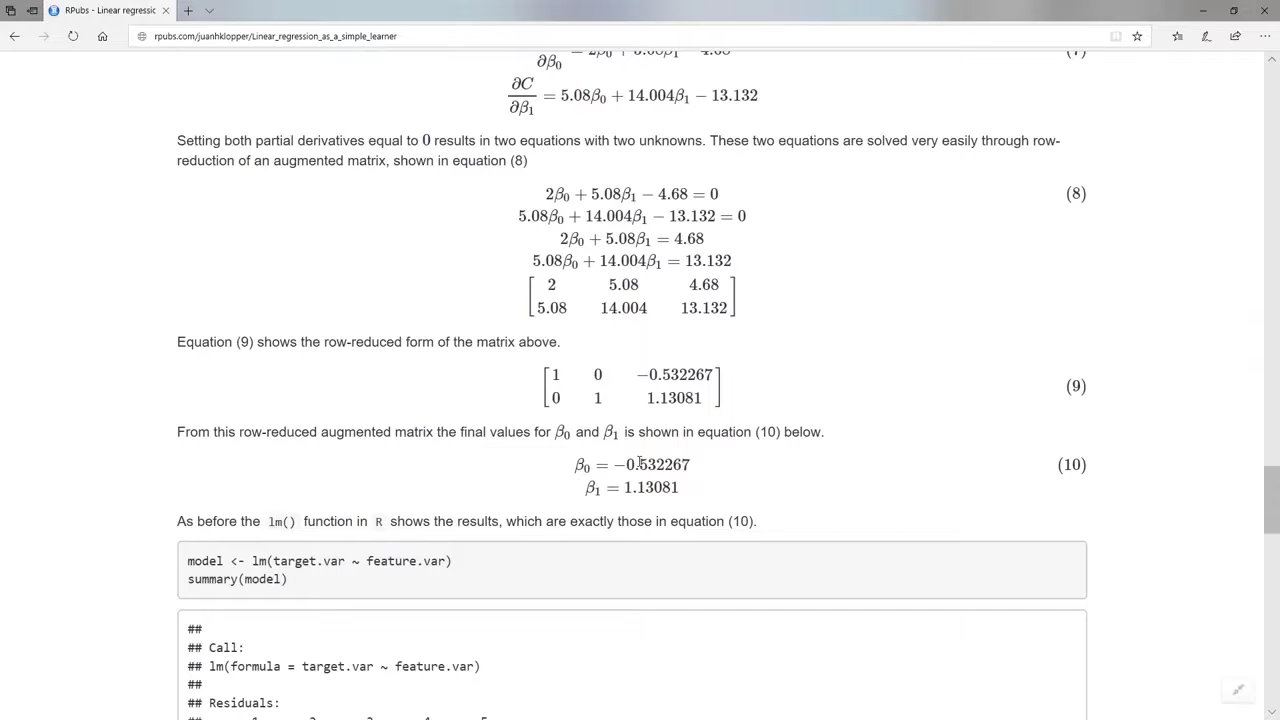 RPubs - Linear regressic
rpubs.com/juanhklopper/Linear_regression_as_a_simple_learner
∂β₀
∂C/∂β₁ = 5.08β₀ + 14.004β₁ − 13.132
Setting both partial derivatives equal to 0 results in two equations with two unknowns. These two equations are solved very easily through row-
reduction of an augmented matrix, shown in equation (8)
2β₀ + 5.08β₁ − 4.68 = 0 (8)
5.08β₀ + 14.004β₁ − 13.132 = 0
2β₀ + 5.08β₁ = 4.68
5.08β₀ + 14.004β₁ = 13.132
2 5.08 4.68
5.08 14.004 13.132
Equation (9) shows the row-reduced form of the matrix above.
1 0 −0.532267
0 1 1.13081
(9)
From this row-reduced augmented matrix the final values for β₀ and β₁ is shown in equation (10) below.
β₀ = −0.532267 (10)
β₁ = 1.13081
As before the lm() function in R shows the results, which are exactly those in equation (10).
model <- lm(target.var ~ feature.var)
summary(model)
##
## Call:
## lm(formula = target.var ~ feature.var)
##
## Residuals: